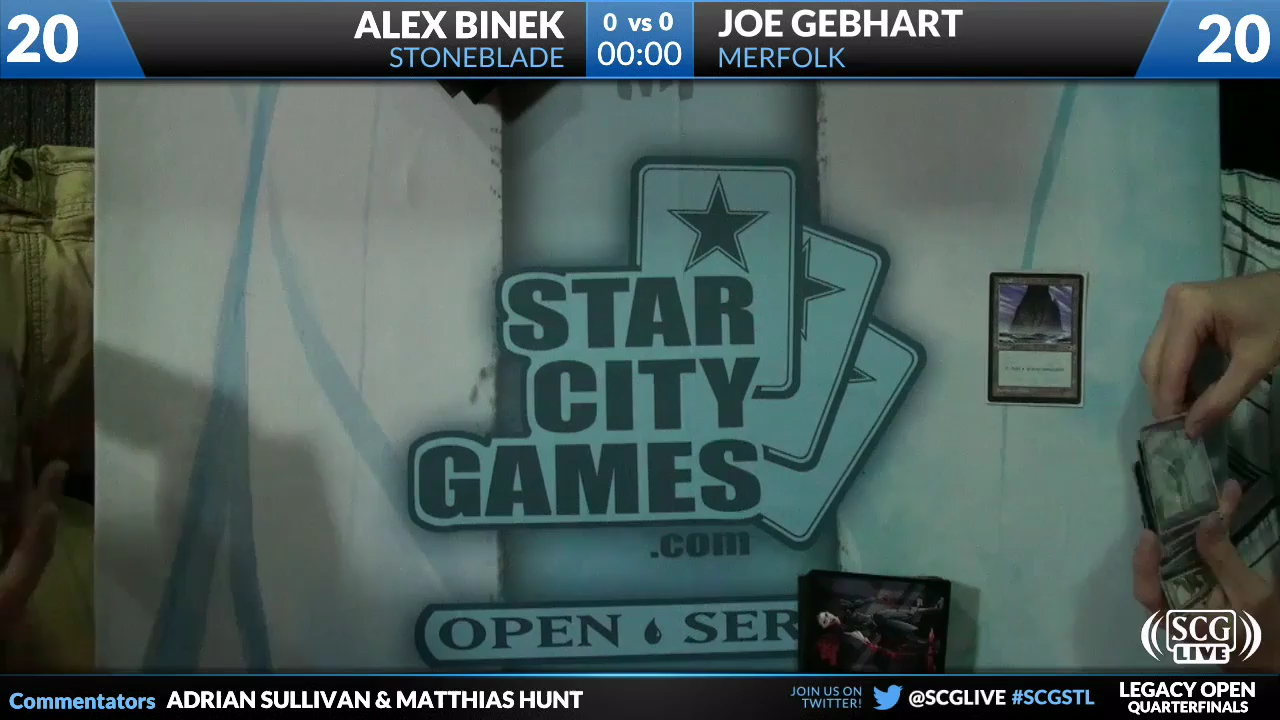 20
ALEX BINEK
STONEBLADE
0 vs 0
00:00
JOE GEBHART
MERFOLK
20
STAR
CITY
GAMES
.com
OPEN SER
SCG
LIVE
Commentators ADRIAN SULLIVAN & MATTHIAS HUNT
JOIN US ON
TWITTER!
@SCGLIVE #SCGSTL
LEGACY OPEN
QUARTERFINALS